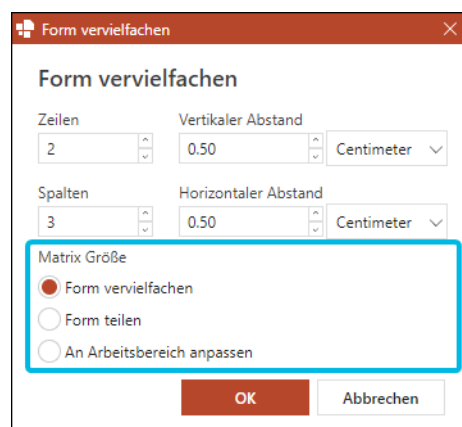 Form vervielfachen
Form vervielfachen
Zeilen Vertikaler Abstand
2 0.50 Centimeter
Spalten Horizontaler Abstand
3 0.50 Centimeter
Matrix Größe
Form vervielfachen
Form teilen
An Arbeitsbereich anpassen
OK Abbrechen